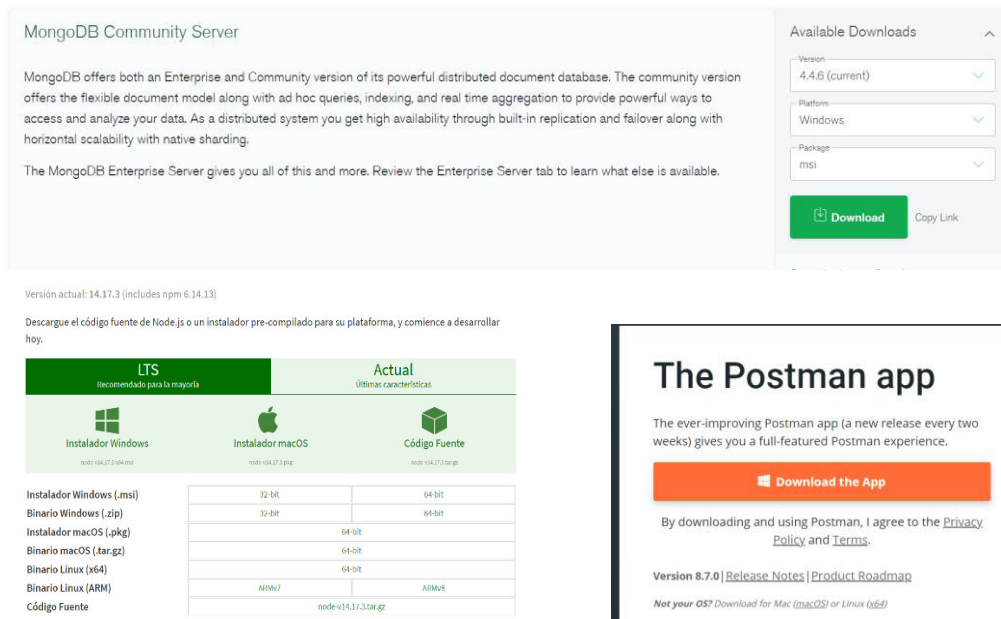 MongoDB Community Server
MongoDB offers both an Enterprise and Community version of its powerful distributed document database. The community version
offers the flexible document model along with ad hoc queries, indexing, and real time aggregation to provide powerful ways to
access and analyze your data. As a distributed system you get high availability through built-in replication and failover along with
horizontal scalability with native sharding.
The MongoDB Enterprise Server gives you all of this and more. Review the Enterprise Server tab to learn what else is available.
Available Downloads
Version
4.4.6 (current)
Platform
Windows
Package
msi
Download
Copy Link
Versión actual: 14.17.3 (includes npm 6.14.13)
Descargue el código fuente de Node.js o un instalador pre-compilado para su plataforma, y comience a desarrollar
hoy.
LTS
Recomendado para la mayoría
Actual
Últimas características
Instalador Windows
node-v14.17.3-x64.msi
Instalador macOS
node-v14.17.3.pkg
Código Fuente
node-v14.17.3.tar.gz
Instalador Windows (.msi) 32-bit 64-bit
Binario Windows (.zip) 32-bit 64-bit
Instalador macOS (.pkg) 64-bit
Binario macOS (.tar.gz) 64-bit
Binario Linux (x64) 64-bit
Binario Linux (ARM) ARMv7 ARMv8
Código Fuente node-v14.17.3.tar.gz
The Postman app
The ever-improving Postman app (a new release every two
weeks) gives you a full-featured Postman experience.
Download the App
By downloading and using Postman, I agree to the Privacy
Policy and Terms.
Version 8.7.0 | Release Notes | Product Roadmap
Not your OS? Download for Mac (macOS) or Linux (x64)